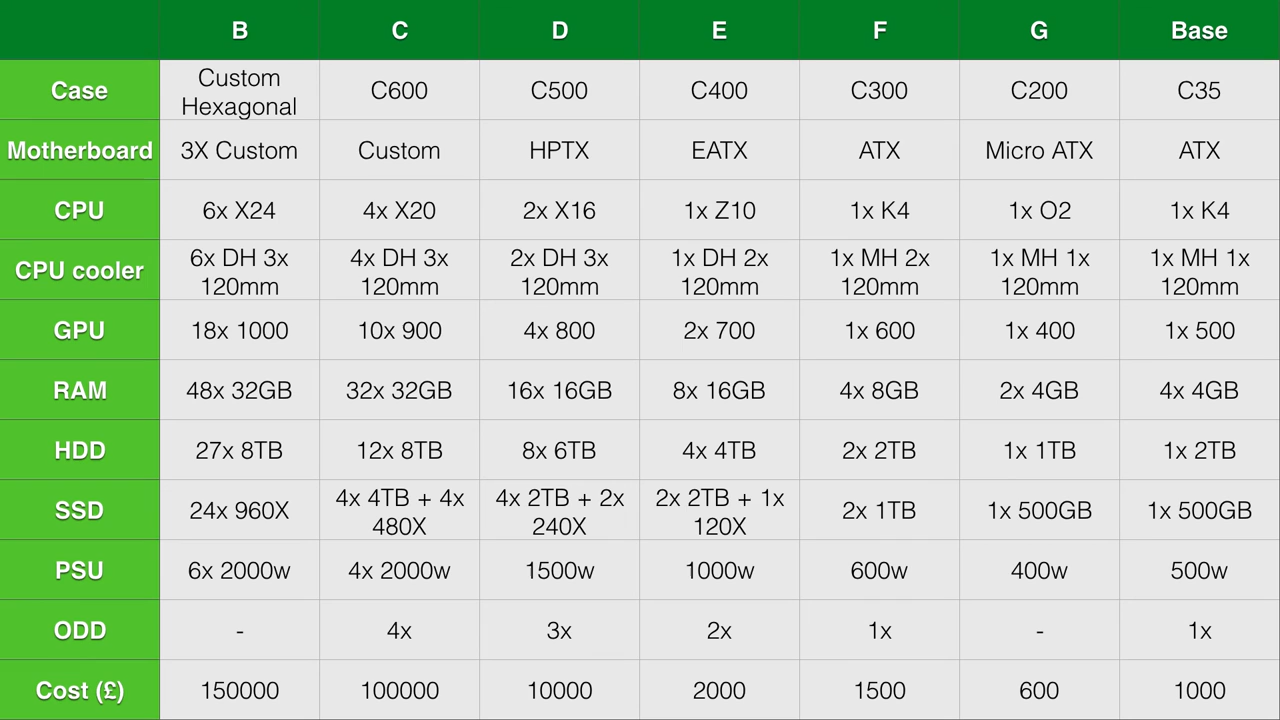 B C D E F G Base
Case Custom Hexagonal C600 C500 C400 C300 C200 C35
Motherboard 3X Custom Custom HPTX EATX ATX Micro ATX ATX
CPU 6x X24 4x X20 2x X16 1x Z10 1x K4 1x O2 1x K4
CPU cooler 6x DH 3x 120mm 4x DH 3x 120mm 2x DH 3x 120mm 1x DH 2x 120mm 1x MH 2x 120mm 1x MH 1x 120mm 1x MH 1x 120mm
GPU 18x 1000 10x 900 4x 800 2x 700 1x 600 1x 400 1x 500
RAM 48x 32GB 32x 32GB 16x 16GB 8x 16GB 4x 8GB 2x 4GB 4x 4GB
HDD 27x 8TB 12x 8TB 8x 6TB 4x 4TB 2x 2TB 1x 1TB 1x 2TB
SSD 24x 960X 4x 4TB + 4x 480X 4x 2TB + 2x 240X 2x 2TB + 1x 120X 2x 1TB 1x 500GB 1x 500GB
PSU 6x 2000w 4x 2000w 1500w 1000w 600w 400w 500w
ODD - 4x 3x 2x 1x - 1x
Cost (£) 150000 100000 10000 2000 1500 600 1000